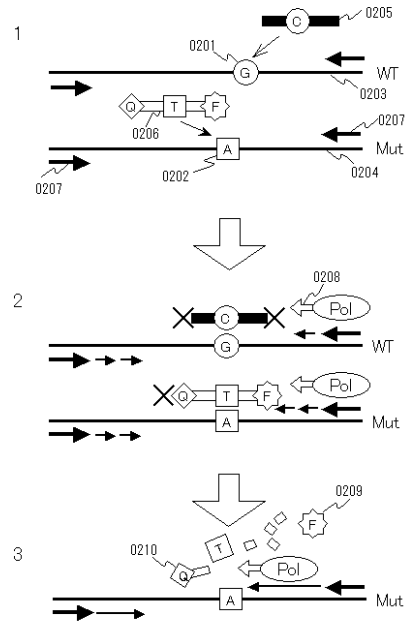 1
0205
C
0201
G
WT
0203
Q T F
0206
0207
A
Mut
0207
0202
0204
2
0208
C
Pol
G
WT
Pol
Q T F
A
Mut
3
0209
F
0210
T
Q
Pol
A
Mut